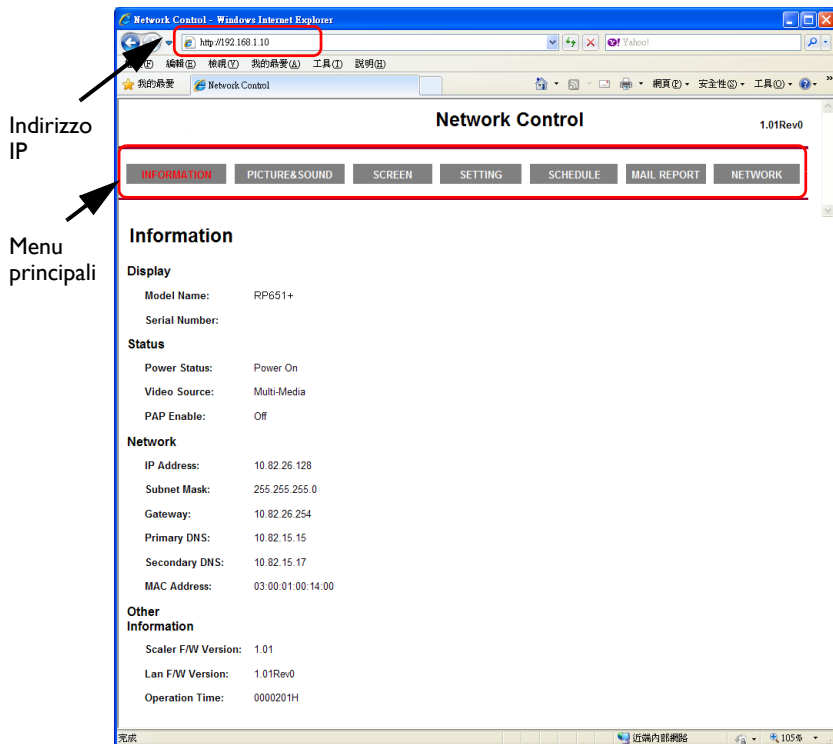 Network Control - Windows Internet Explorer
http://192.168.1.10
Yahoo!
編輯(E) 檢視(V) 我的最愛(A) 工具(T) 說明(H)
我的最愛 Network Control 網頁(P) 安全性(S) 工具(O) »
Indirizzo
IP
Network Control
1.01Rev0
INFORMATION PICTURE&SOUND SCREEN SETTING SCHEDULE MAIL REPORT NETWORK
Menu
principali
Information
Display
Model Name: RP651+
Serial Number:
Status
Power Status: Power On
Video Source: Multi-Media
PAP Enable: Off
Network
IP Address: 10.82.26.128
Subnet Mask: 255.255.255.0
Gateway: 10.82.26.254
Primary DNS: 10.82.15.15
Secondary DNS: 10.82.15.17
MAC Address: 03:00:01:00:14:00
Other
Information
Scaler F/W Version: 1.01
Lan F/W Version: 1.01Rev0
Operation Time: 0000201H
完成 近端內部網路 105%